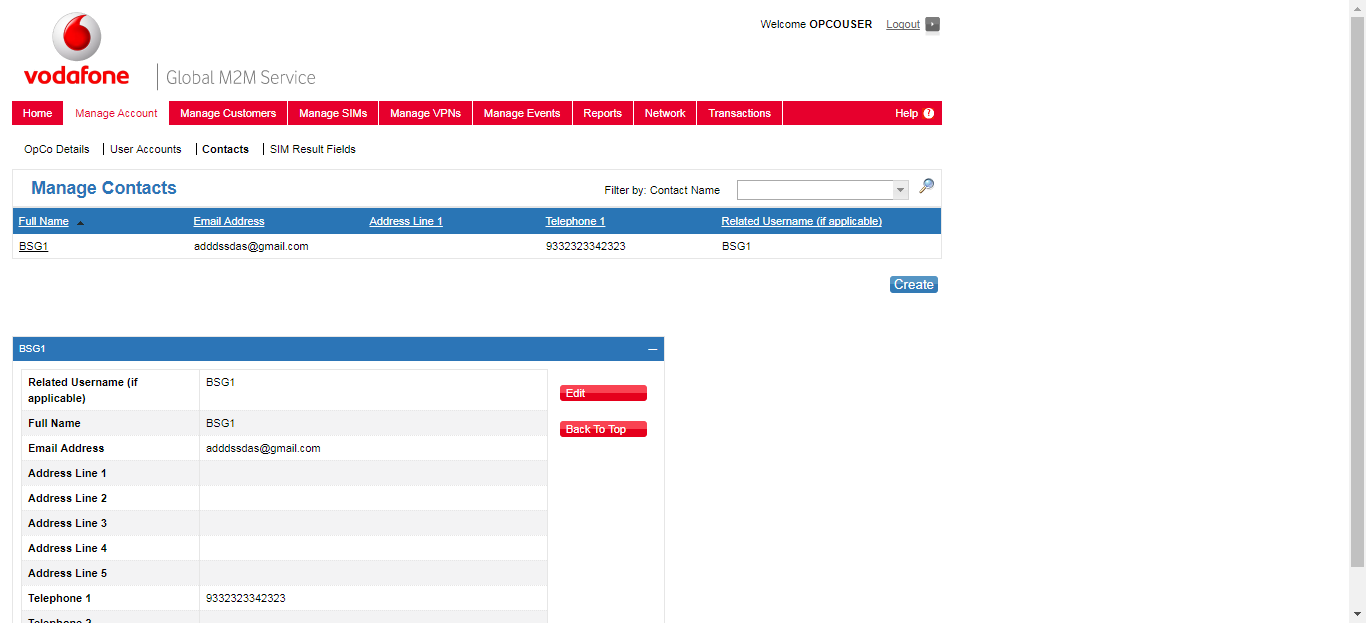 Welcome OPCOUSER Logout
vodafone
Global M2M Service
Home Manage Account Manage Customers Manage SIMs Manage VPNs Manage Events Reports Network Transactions Help ?
OpCo Details User Accounts Contacts SIM Result Fields
Manage Contacts Filter by: Contact Name
Full Name Email Address Address Line 1 Telephone 1 Related Username (if applicable)
BSG1 adddssdas@gmail.com 9332323342323 BSG1
Create
BSG1
Related Username (if applicable) BSG1
Edit
Full Name BSG1
Back To Top
Email Address adddssdas@gmail.com
Address Line 1
Address Line 2
Address Line 3
Address Line 4
Address Line 5
Telephone 1 9332323342323
Telephone 2